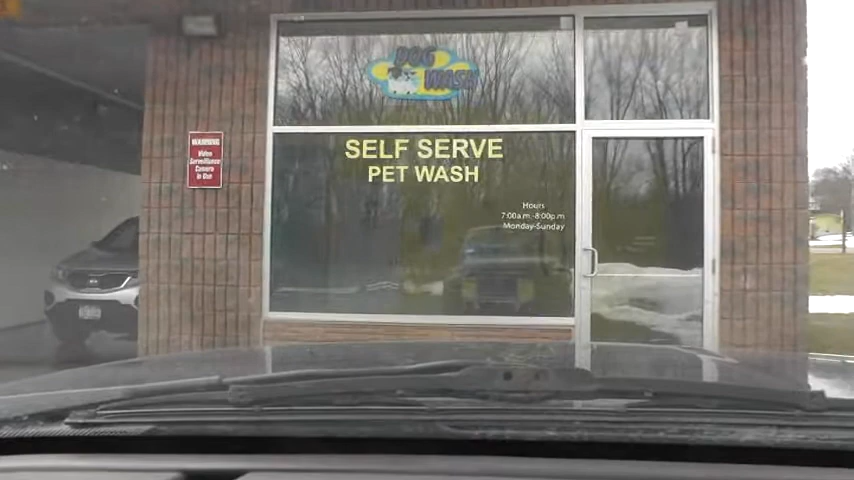 DOG
WASH
SELF SERVE
PET WASH
WARNING
Video
Surveillance
Camera
In Use
Hours
7:00a.m.-8:00p.m
Monday-Sunday